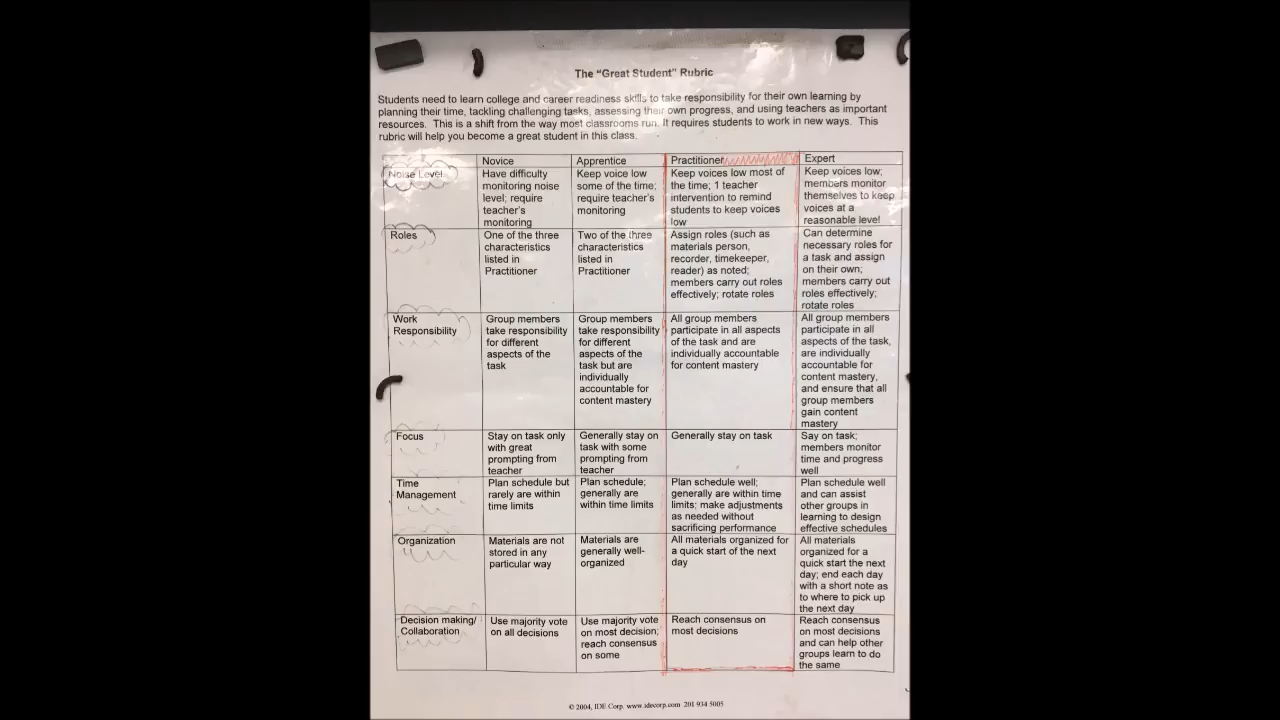 The "Great Student" Rubric
Students need to learn college and career readiness skills to take responsibility for their own learning by
planning their time, tackling challenging tasks, assessing their own progress, and using teachers as important
resources. This is a shift from the way most classrooms run. It requires students to work in new ways. This
rubric will help you become a great student in this class.
Novice
Apprentice
Practitioner
Expert
Noise Level
Have difficulty
monitoring noise
level; require
teacher's
monitoring
Keep voice low
some of the time;
require teacher's
monitoring
Keep voices low most of
the time; 1 teacher
intervention to remind
students to keep voices
low
Keep voices low;
members monitor
themselves to keep
voices at a
reasonable level
Roles
One of the three
characteristics
listed in
Practitioner
Two of the three
characteristics
listed in
Practitioner
Assign roles (such as
materials person,
recorder, timekeeper,
reader) as noted;
members carry out roles
effectively; rotate roles
Can determine
necessary roles for
a task and assign
on their own;
members carry out
roles effectively;
rotate roles
Work
Responsibility
Group members
take responsibility
for different
aspects of the
task
Group members
take responsibility
for different
aspects of the
task but are
individually
accountable for
content mastery
All group members
participate in all aspects
of the task and are
individually accountable
for content mastery
All group members
participate in all
aspects of the task,
are individually
accountable for
content mastery,
and ensure that all
group members
gain content
mastery
Focus
Stay on task only
with great
prompting from
teacher
Generally stay on
task with some
prompting from
teacher
Generally stay on task
Say on task;
members monitor
time and progress
well
Time
Management
Plan schedule but
rarely are within
time limits
Plan schedule;
generally are
within time limits
Plan schedule well;
generally are within time
limits; make adjustments
as needed without
sacrificing performance
Plan schedule well
and can assist
other groups in
learning to design
effective schedules
Organization
Materials are not
stored in any
particular way
Materials are
generally well-
organized
All materials organized for
a quick start of the next
day
All materials
organized for a
quick start the next
day; end each day
with a short note as
to where to pick up
the next day
Decision making/
Collaboration
Use majority vote
on all decisions
Use majority vote
on most decision;
reach consensus
on some
Reach consensus on
most decisions
Reach consensus
on most decisions
and can help other
groups learn to do
the same
© 2004, IDE Corp. www.idecorp.com 201 934 5005